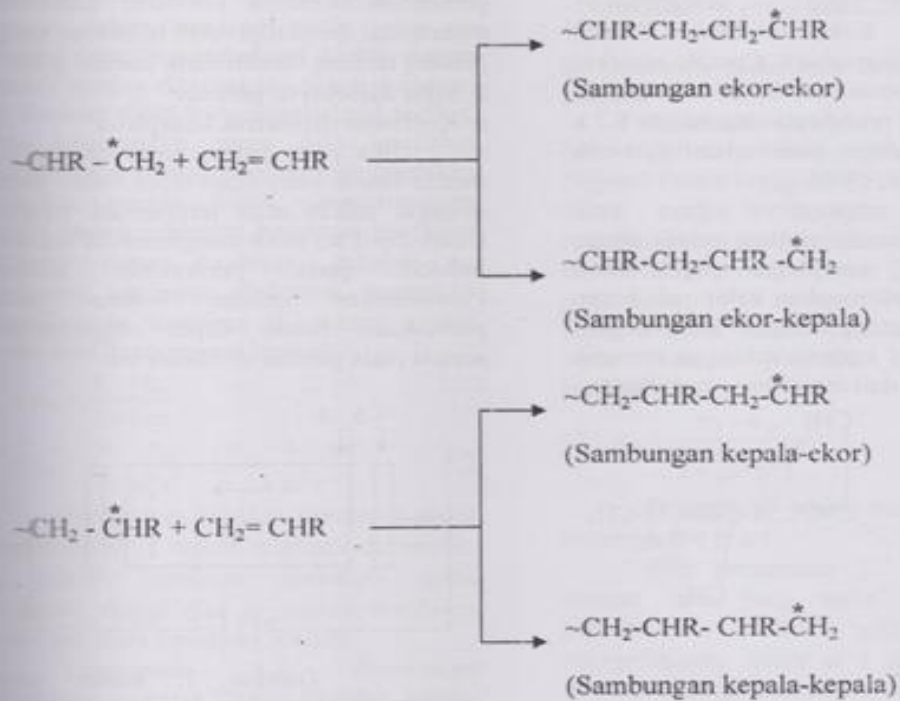 ~CHR-CH₂-CH₂-C*HR
(Sambungan ekor-ekor)
~CHR – *CH₂ + CH₂= CHR
~CHR-CH₂-CHR -C*H₂
(Sambungan ekor-kepala)
~CH₂-CHR-CH₂-C*HR
(Sambungan kepala-ekor)
~CH₂ - C*HR + CH₂= CHR
~CH₂-CHR- CHR-C*H₂
(Sambungan kepala-kepala)